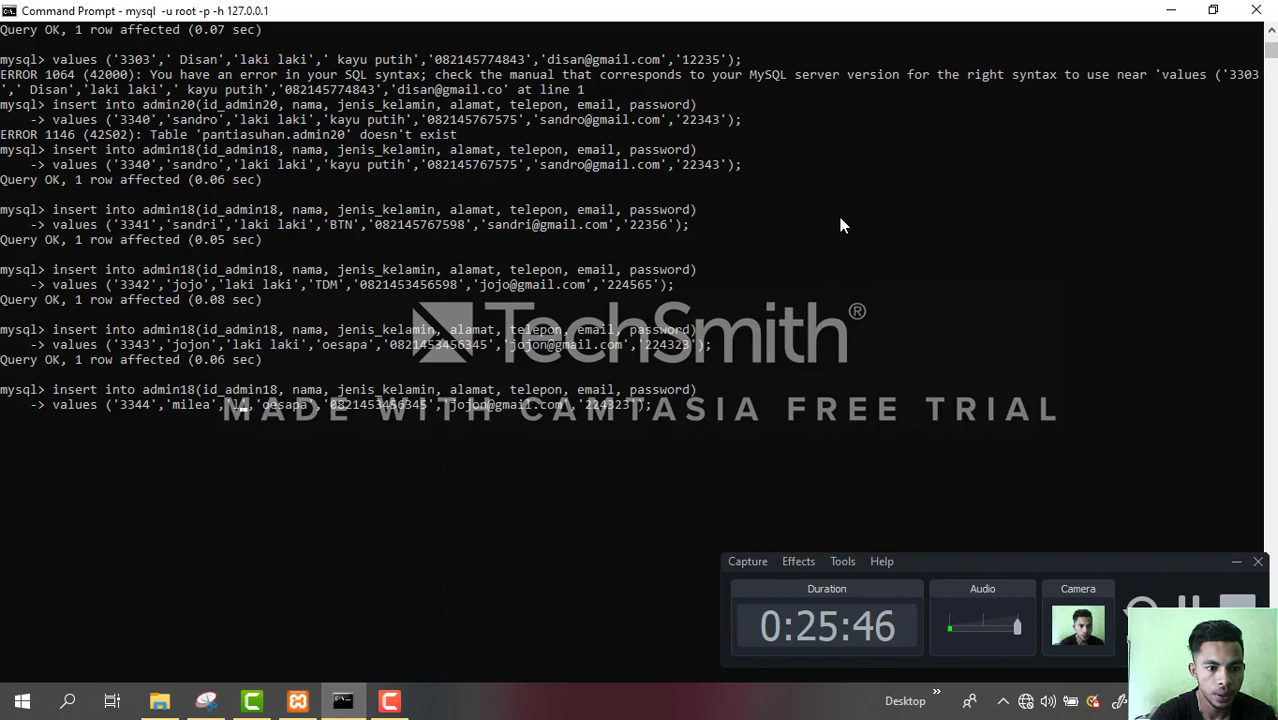 Command Prompt - mysql -u root -p -h 127.0.0.1
Query OK, 1 row affected (0.07 sec)
mysql> values ('3303',' Disan','laki laki',' kayu putih','082145774843','disan@gmail.com','12235');
ERROR 1064 (42000): You have an error in your SQL syntax; check the manual that corresponds to your MySQL server version for the right syntax to use near 'values ('3303
',' Disan','laki laki',' kayu putih','082145774843','disan@gmail.co' at line 1
mysql> insert into admin20(id_admin20, nama, jenis_kelamin, alamat, telepon, email, password)
-> values ('3340','sandro','laki laki','kayu putih','082145767575','sandro@gmail.com','22343');
ERROR 1146 (42S02): Table 'pantiasuhan.admin20' doesn't exist
mysql> insert into admin18(id_admin18, nama, jenis_kelamin, alamat, telepon, email, password)
-> values ('3340','sandro','laki laki','kayu putih','082145767575','sandro@gmail.com','22343');
Query OK, 1 row affected (0.06 sec)
mysql> insert into admin18(id_admin18, nama, jenis_kelamin, alamat, telepon, email, password)
-> values ('3341','sandri','laki laki','BTN','082145767598','sandri@gmail.com','22356');
Query OK, 1 row affected (0.05 sec)
mysql> insert into admin18(id_admin18, nama, jenis_kelamin, alamat, telepon, email, password)
-> values ('3342','jojo','laki laki','TDM','0821453456598','jojo@gmail.com','224565');
Query OK, 1 row affected (0.08 sec)
mysql> insert into admin18(id_admin18, nama, jenis_kelamin, alamat, telepon, email, password)
-> values ('3343','jojon','laki laki','oesapa','0821453456345','jojon@gmail.com','224323');
Query OK, 1 row affected (0.06 sec)
mysql> insert into admin18(id_admin18, nama, jenis_kelamin, alamat, telepon, email, password)
-> values ('3344','milea', 'oesapa','0821453456345','jojon@gmail.com','224323');
TechSmith®
MADE WITH CAMTASIA FREE TRIAL
Capture Effects Tools Help
Duration Audio Camera
0:25:46
Desktop »